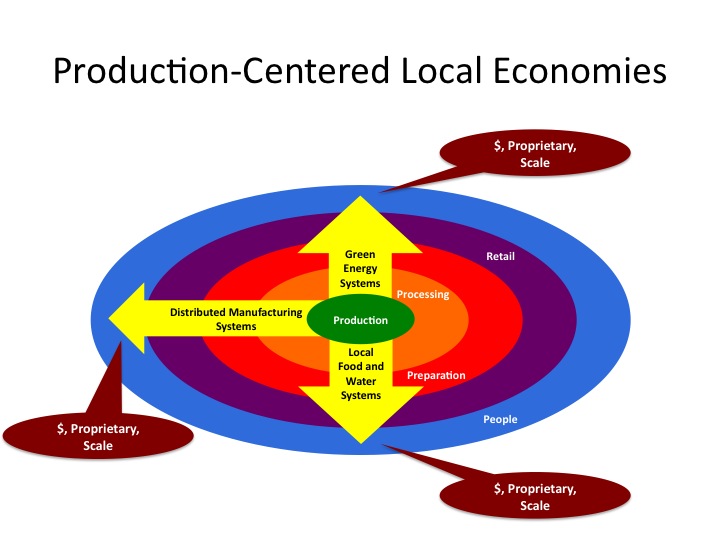 Production-Centered Local Economies
$, Proprietary,
Scale
Retail
Green
Energy
Systems
Processing
Distributed Manufacturing
Systems
Production
Local
Food and
Water
Systems
Preparation
People
$, Proprietary,
Scale
$, Proprietary,
Scale